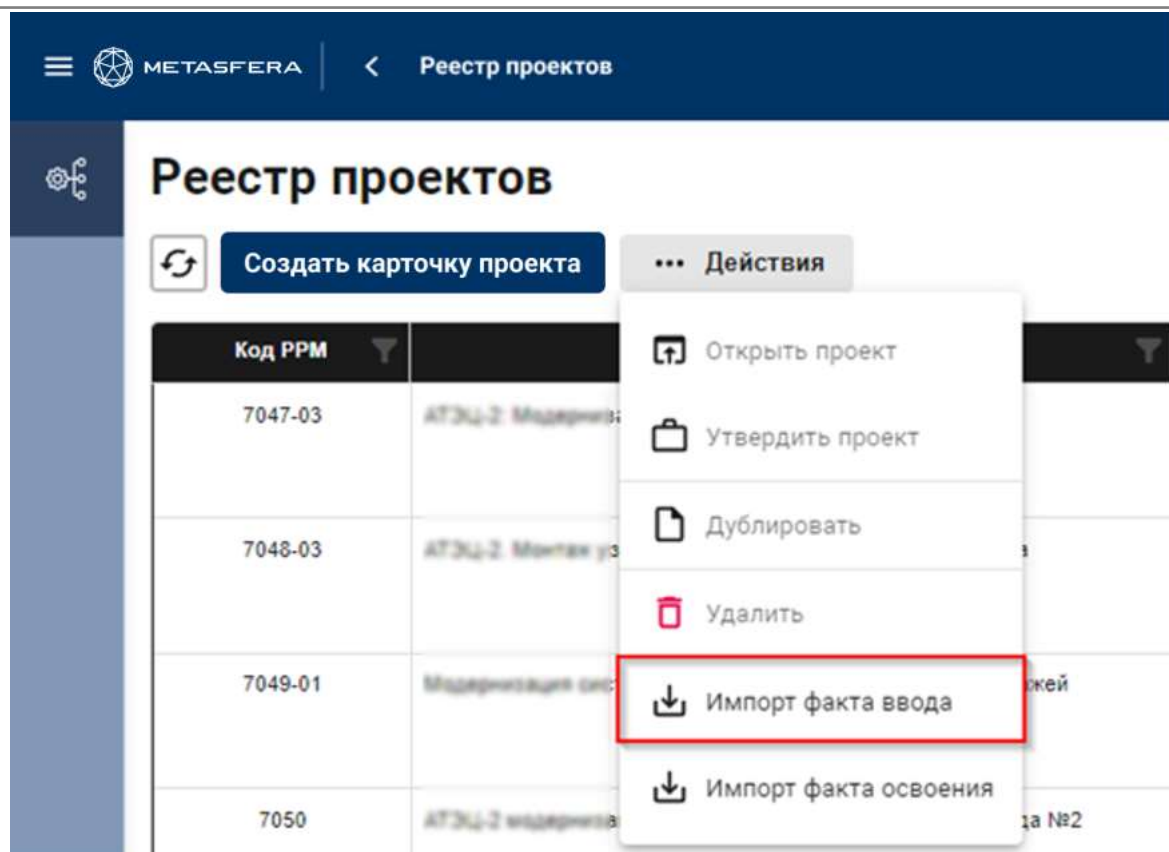 METASFERA < Реестр проектов
Реестр проектов
Создать карточку проекта ••• Действия
Код РРМ
Открыть проект
Утвердить проект
Дублировать
Удалить
Импорт факта ввода
Импорт факта освоения
7047-03
7048-03
7049-01
7050 №2